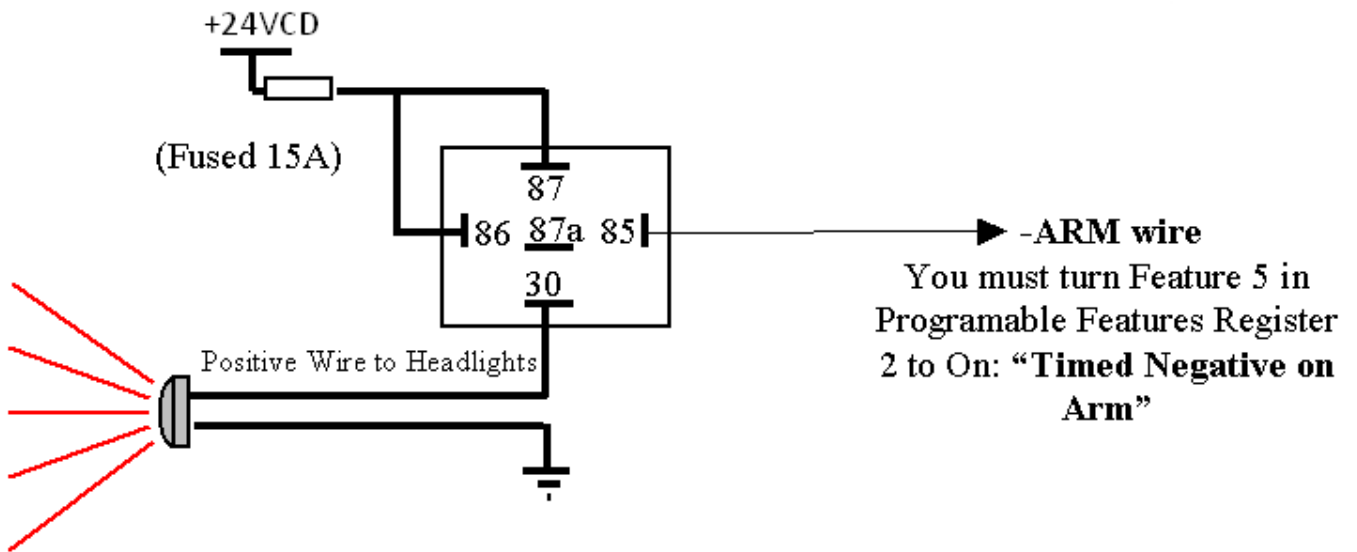 +24VCD
(Fused 15A)
87
86 87a 85
30
-ARM wire
You must turn Feature 5 in
Programable Features Register
2 to On: “Timed Negative on
Arm”
Positive Wire to Headlights